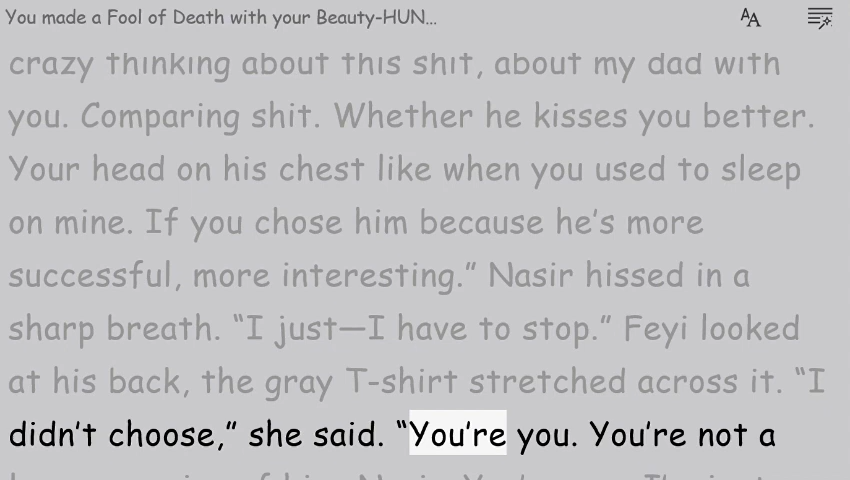 You made a Fool of Death with your Beauty-HUN...
AA
crazy thinking about this shit, about my dad with
you. Comparing shit. Whether he kisses you better.
Your head on his chest like when you used to sleep
on mine. If you chose him because he’s more
successful, more interesting.” Nasir hissed in a
sharp breath. “I just—I have to stop.” Feyi looked
at his back, the gray T-shirt stretched across it. “I
didn’t choose,” she said. “You’re you. You’re not a